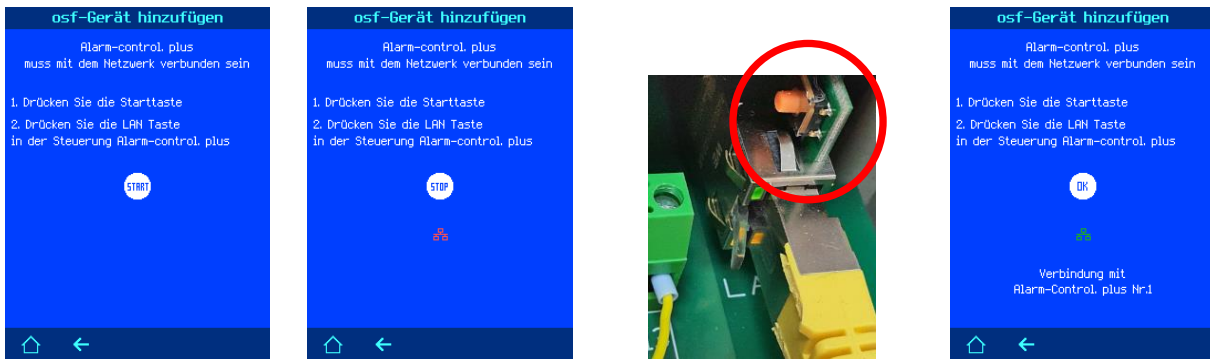 osf-Gerät hinzufügen
Alarm-control. plus
muss mit dem Netzwerk verbunden sein
1. Drücken Sie die Starttaste
2. Drücken Sie die LAN Taste
in der Steuerung Alarm-control. plus
START
osf-Gerät hinzufügen
Alarm-control. plus
muss mit dem Netzwerk verbunden sein
1. Drücken Sie die Starttaste
2. Drücken Sie die LAN Taste
in der Steuerung Alarm-control. plus
STOP
LA
osf-Gerät hinzufügen
Alarm-control. plus
muss mit dem Netzwerk verbunden sein
1. Drücken Sie die Starttaste
2. Drücken Sie die LAN Taste
in der Steuerung Alarm-control. plus
OK
Verbindung mit
Alarm-Control. plus Nr.1